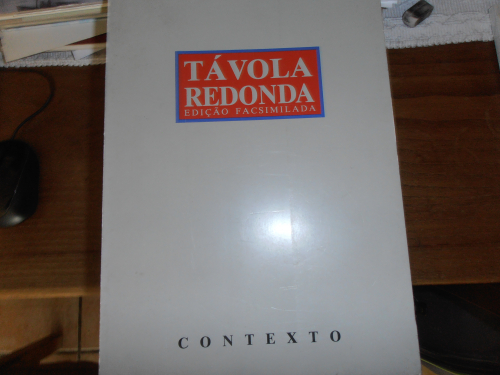 TÁVOLA
REDONDA
EDIÇÃO FACSIMILADA
CONTEXTO